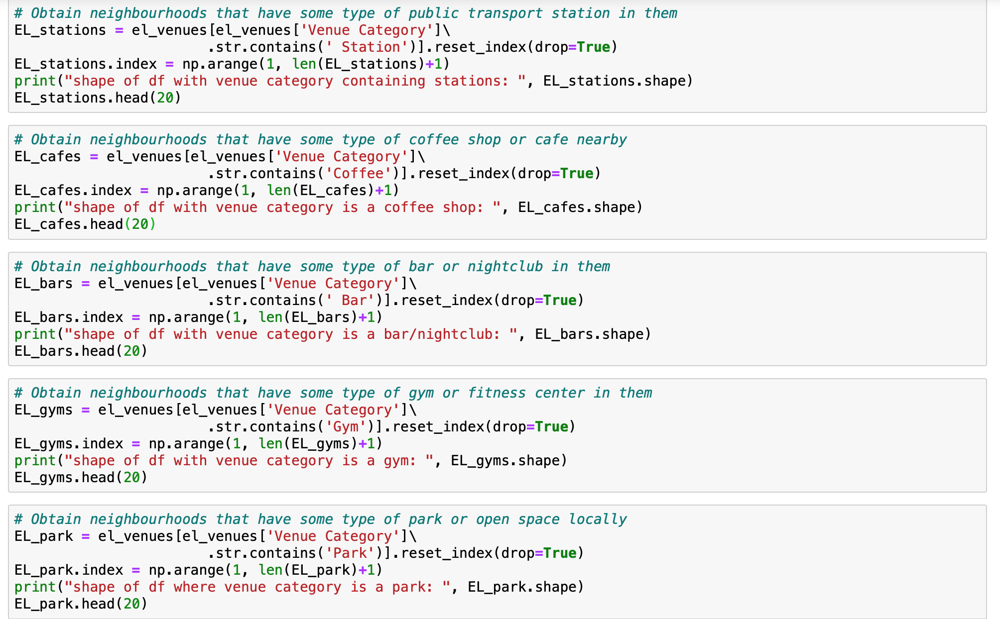 # Obtain neighbourhoods that have some type of public transport station in them
EL_stations = el_venues[el_venues['Venue Category']\
.str.contains(' Station')].reset_index(drop=True)
EL_stations.index = np.arange(1, len(EL_stations)+1)
print("shape of df with venue category containing stations: ", EL_stations.shape)
EL_stations.head(20)
# Obtain neighbourhoods that have some type of coffee shop or cafe nearby
EL_cafes = el_venues[el_venues['Venue Category']\
.str.contains('Coffee')].reset_index(drop=True)
EL_cafes.index = np.arange(1, len(EL_cafes)+1)
print("shape of df with venue category is a coffee shop: ", EL_cafes.shape)
EL_cafes.head(20)
# Obtain neighbourhoods that have some type of bar or nightclub in them
EL_bars = el_venues[el_venues['Venue Category']\
.str.contains(' Bar')].reset_index(drop=True)
EL_bars.index = np.arange(1, len(EL_bars)+1)
print("shape of df with venue category is a bar/nightclub: ", EL_bars.shape)
EL_bars.head(20)
# Obtain neighbourhoods that have some type of gym or fitness center in them
EL_gyms = el_venues[el_venues['Venue Category']\
.str.contains('Gym')].reset_index(drop=True)
EL_gyms.index = np.arange(1, len(EL_gyms)+1)
print("shape of df with venue category is a gym: ", EL_gyms.shape)
EL_gyms.head(20)
# Obtain neighbourhoods that have some type of park or open space locally
EL_park = el_venues[el_venues['Venue Category']\
.str.contains('Park')].reset_index(drop=True)
EL_park.index = np.arange(1, len(EL_park)+1)
print("shape of df where venue category is a park: ", EL_park.shape)
EL_park.head(20)